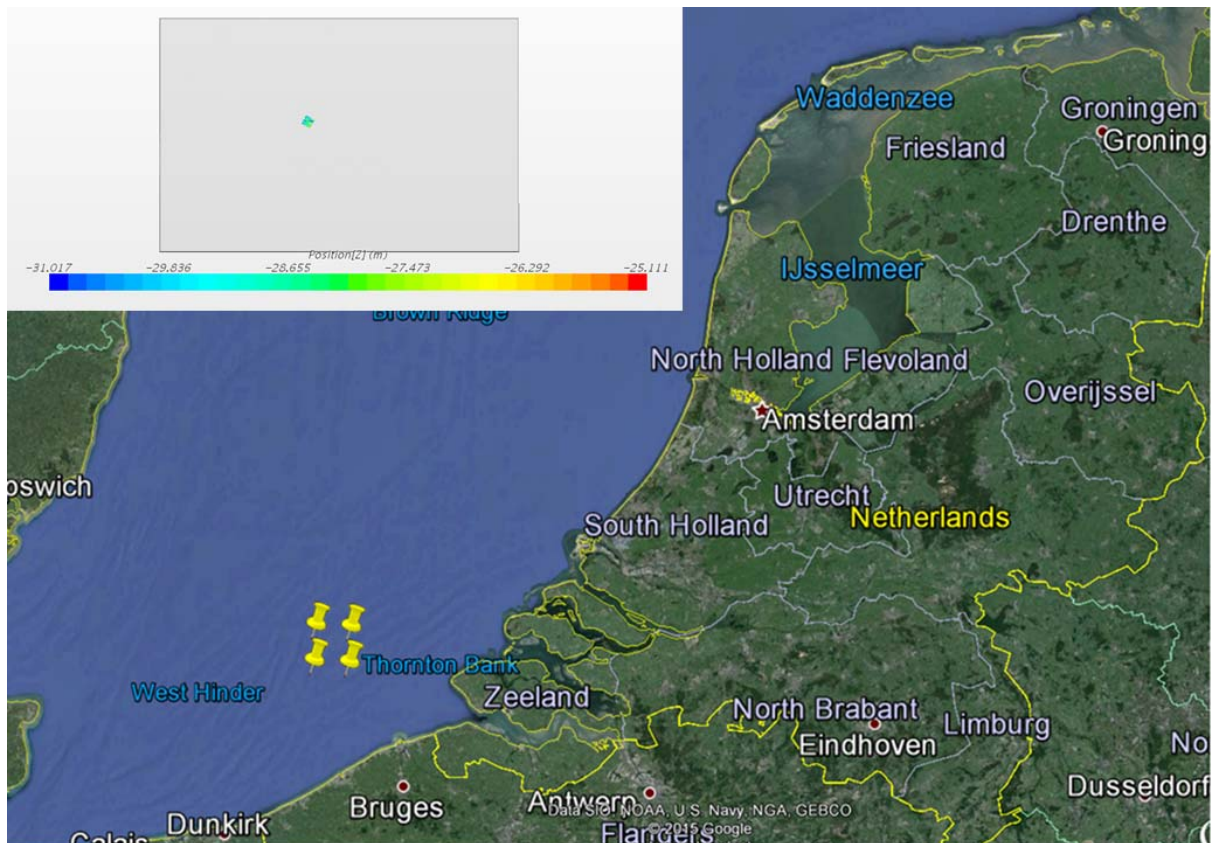 Position[Z] (m)
-31.017 -29.836 -28.655 -27.473 -26.292 -25.111
Waddenzee
Groningen
Groning
Friesland
Drenthe
IJsselmeer
Brown Ridge
North Holland Flevoland
Overijssel
Amsterdam
oswich
Utrecht
Netherlands
South Holland
Thornton Bank
West Hinder
Zeeland
North Brabant
Limburg
Eindhoven
No
Dusseldorf
Bruges
Antwerp
Data SIO, NOAA, U.S. Navy, NGA, GEBCO
Dunkirk
Flanders
© 2015 Google
Calais